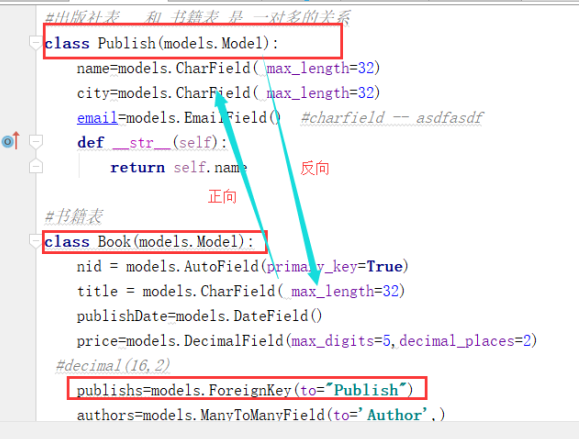 #出版社表 和 书籍表 是 一对多的关系
class Publish(models.Model):
name=models.CharField( max_length=32)
city=models.CharField( max_length=32)
email=models.EmailField() #charfield -- asdfasdf
def __str__(self):
return self.name
反向
正向
#书籍表
class Book(models.Model):
nid = models.AutoField(primary_key=True)
title = models.CharField( max_length=32)
publishDate=models.DateField()
price=models.DecimalField(max_digits=5,decimal_places=2)
#decimal(16,2)
publishs=models.ForeignKey(to="Publish")
authors=models.ManyToManyField(to='Author',)